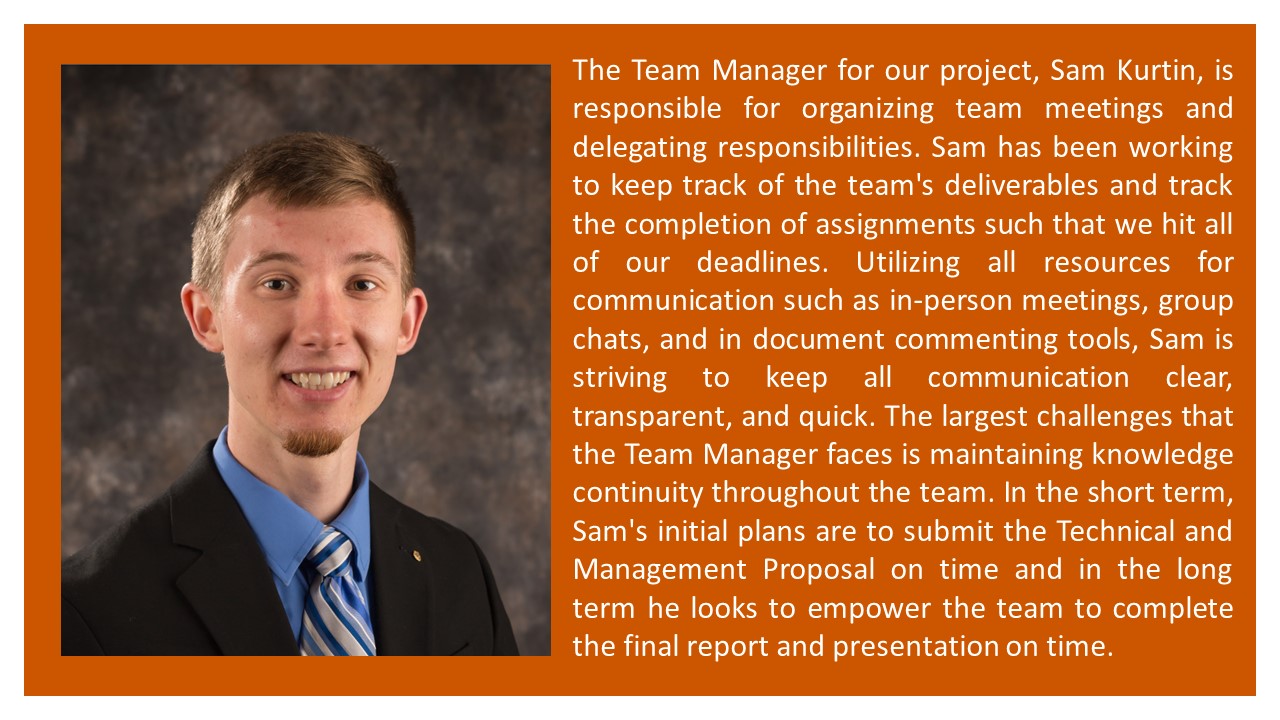 The Team Manager for our project, Sam Kurtin, is
responsible for organizing team meetings and
delegating responsibilities. Sam has been working
to keep track of the team's deliverables and track
the completion of assignments such that we hit all
of our deadlines. Utilizing all resources for
communication such as in-person meetings, group
chats, and in document commenting tools, Sam is
striving to keep all communication clear,
transparent, and quick. The largest challenges that
the Team Manager faces is maintaining knowledge
continuity throughout the team. In the short term,
Sam's initial plans are to submit the Technical and
Management Proposal on time and in the long
term he looks to empower the team to complete
the final report and presentation on time.